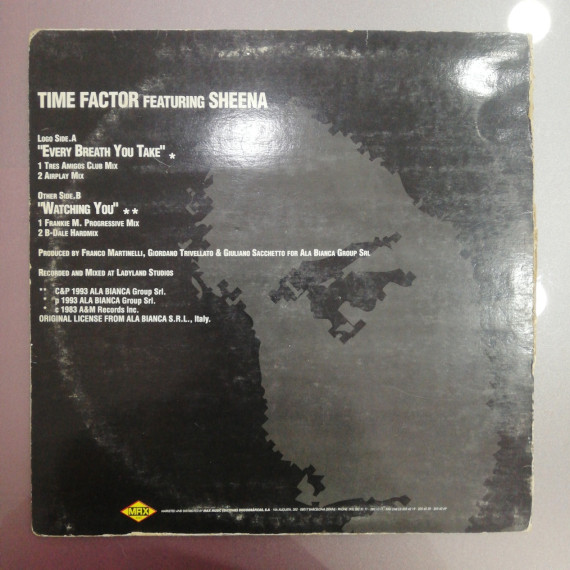 TIME FACTOR FEATURING SHEENA
LOGO SIDE.A
"EVERY BREATH YOU TAKE" *
1 TRES AMIGOS CLUB MIX
2 AIRPLAY MIX
OTHER SIDE.B
"WATCHING YOU" **
1 FRANKIE M. PROGRESSIVE MIX
2 B-DALE HARDMIX
PRODUCED BY FRANCO MARTINELLI, GIORDANO TRIVELLATO & GIULIANO SACCHETTO FOR ALA BIANCA GROUP SRL
RECORDED AND MIXED AT LADYLAND STUDIOS
** C&P 1993 ALA BIANCA Group Srl.
* p 1993 ALA BIANCA Group Srl.
* c 1983 A&M Records Inc.
ORIGINAL LICENSE FROM ALA BIANCA S.R.L., Italy.
MAX